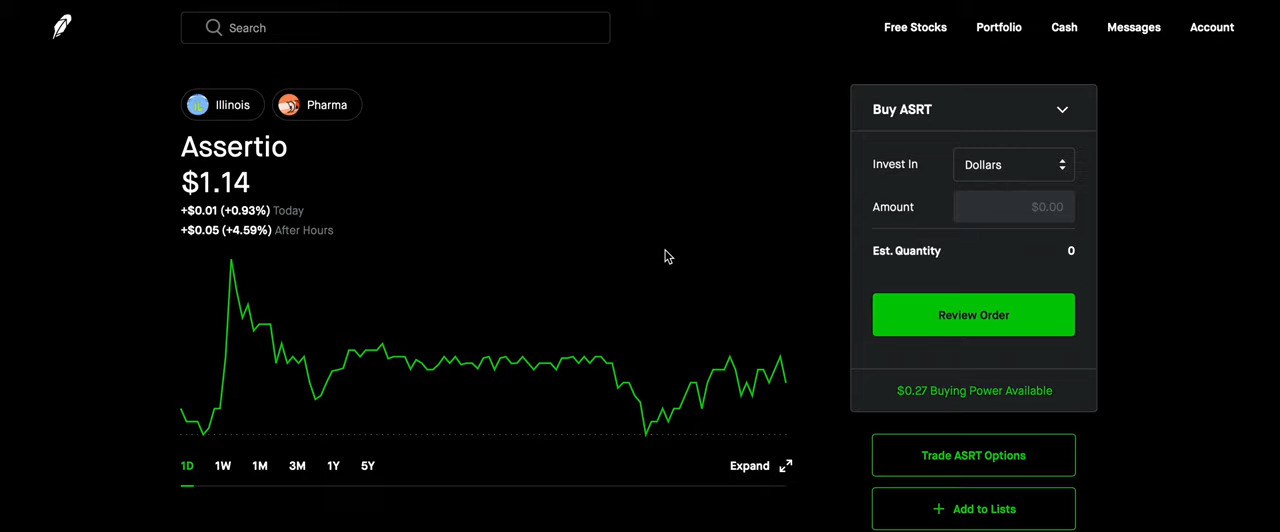 Search
Free Stocks Portfolio Cash Messages Account
Illinois Pharma
Assertio
$1.14
+$0.01 (+0.93%) Today
+$0.05 (+4.59%) After Hours
1D 1W 1M 3M 1Y 5Y
Expand
Buy ASRT
Invest In Dollars
Amount $0.00
Est. Quantity 0
Review Order
$0.27 Buying Power Available
Trade ASRT Options
+ Add to Lists